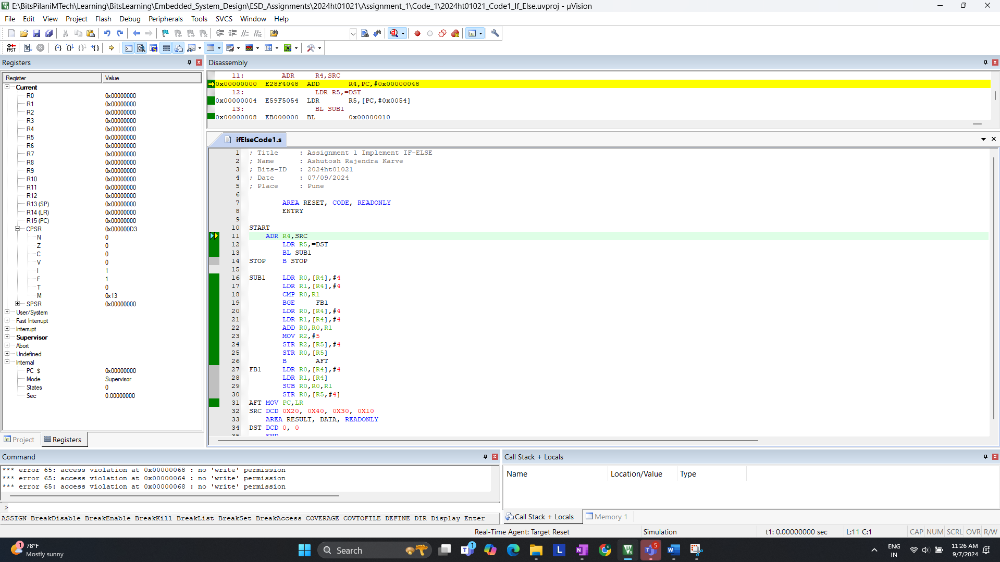 E:\BitsPilaniMTech\Learning\BitsLearning\Embedded_System_Design\ESD_Assignments\2024ht01021\Assignment_1\Code_1\2024ht01021_Code1_If_Else.uvproj - µVision
File Edit View Project Flash Debug Peripherals Tools SVCS Window Help
Registers
Register Value
Current
R0 0x00000000
R1 0x00000000
R2 0x00000000
R3 0x00000000
R4 0x00000000
R5 0x00000000
R6 0x00000000
R7 0x00000000
R8 0x00000000
R9 0x00000000
R10 0x00000000
R11 0x00000000
R12 0x00000000
R13 (SP) 0x00000000
R14 (LR) 0x00000000
R15 (PC) 0x00000000
CPSR 0x000000D3
N 0
Z 0
C 0
V 0
I 1
F 1
T 0
M 0x13
SPSR 0x00000000
User/System
Fast Interrupt
Interrupt
Supervisor
Abort
Undefined
Internal
PC $ 0x00000000
Mode Supervisor
States 0
Sec 0.00000000
Project Registers
Disassembly
11: ADR R4,SRC
0x00000000 E28F4048 ADD R4,PC,#0x00000048
12: LDR R5,=DST
0x00000004 E59F5054 LDR R5,[PC,#0x0054]
13: BL SUB1
0x00000008 EB000000 BL 0x00000010
ifElseCode1.s
1 ; Title : Assignment 1 Implement IF-ELSE
2 ; Name : Ashutosh Rajendra Karve
3 ; Bits-ID : 2024ht01021
4 ; Date : 07/09/2024
5 ; Place : Pune
6
7 AREA RESET, CODE, READONLY
8 ENTRY
9
10 START
11 ADR R4,SRC
12 LDR R5,=DST
13 BL SUB1
14 STOP B STOP
15
16 SUB1 LDR R0,[R4],#4
17 LDR R1,[R4],#4
18 CMP R0,R1
19 BGE FB1
20 LDR R0,[R4],#4
21 LDR R1,[R4],#4
22 ADD R0,R0,R1
23 MOV R2,#5
24 STR R2,[R5],#4
25 STR R0,[R5]
26 B AFT
27 FB1 LDR R0,[R4],#4
28 LDR R1,[R4]
29 SUB R0,R0,R1
30 STR R0,[R5,#4]
31 AFT MOV PC,LR
32 SRC DCD 0X20, 0X40, 0X30, 0X10
33 AREA RESULT, DATA, READONLY
34 DST DCD 0, 0
35 END
Command
*** error 65: access violation at 0x00000068 : no 'write' permission
*** error 65: access violation at 0x00000064 : no 'write' permission
*** error 65: access violation at 0x00000068 : no 'write' permission
>
ASSIGN BreakDisable BreakEnable BreakKill BreakList BreakSet BreakAccess COVERAGE COVTOFILE DEFINE DIR Display Enter
Call Stack + Locals
Name Location/Value Type
Call Stack + Locals Memory 1
Real-Time Agent: Target Reset Simulation t1: 0.00000000 sec L:11 C:1 CAP NUM SCRL OVR R/W
1
78°F
Mostly sunny
Search
1
5
ENG
IN
11:26 AM
9/7/2024